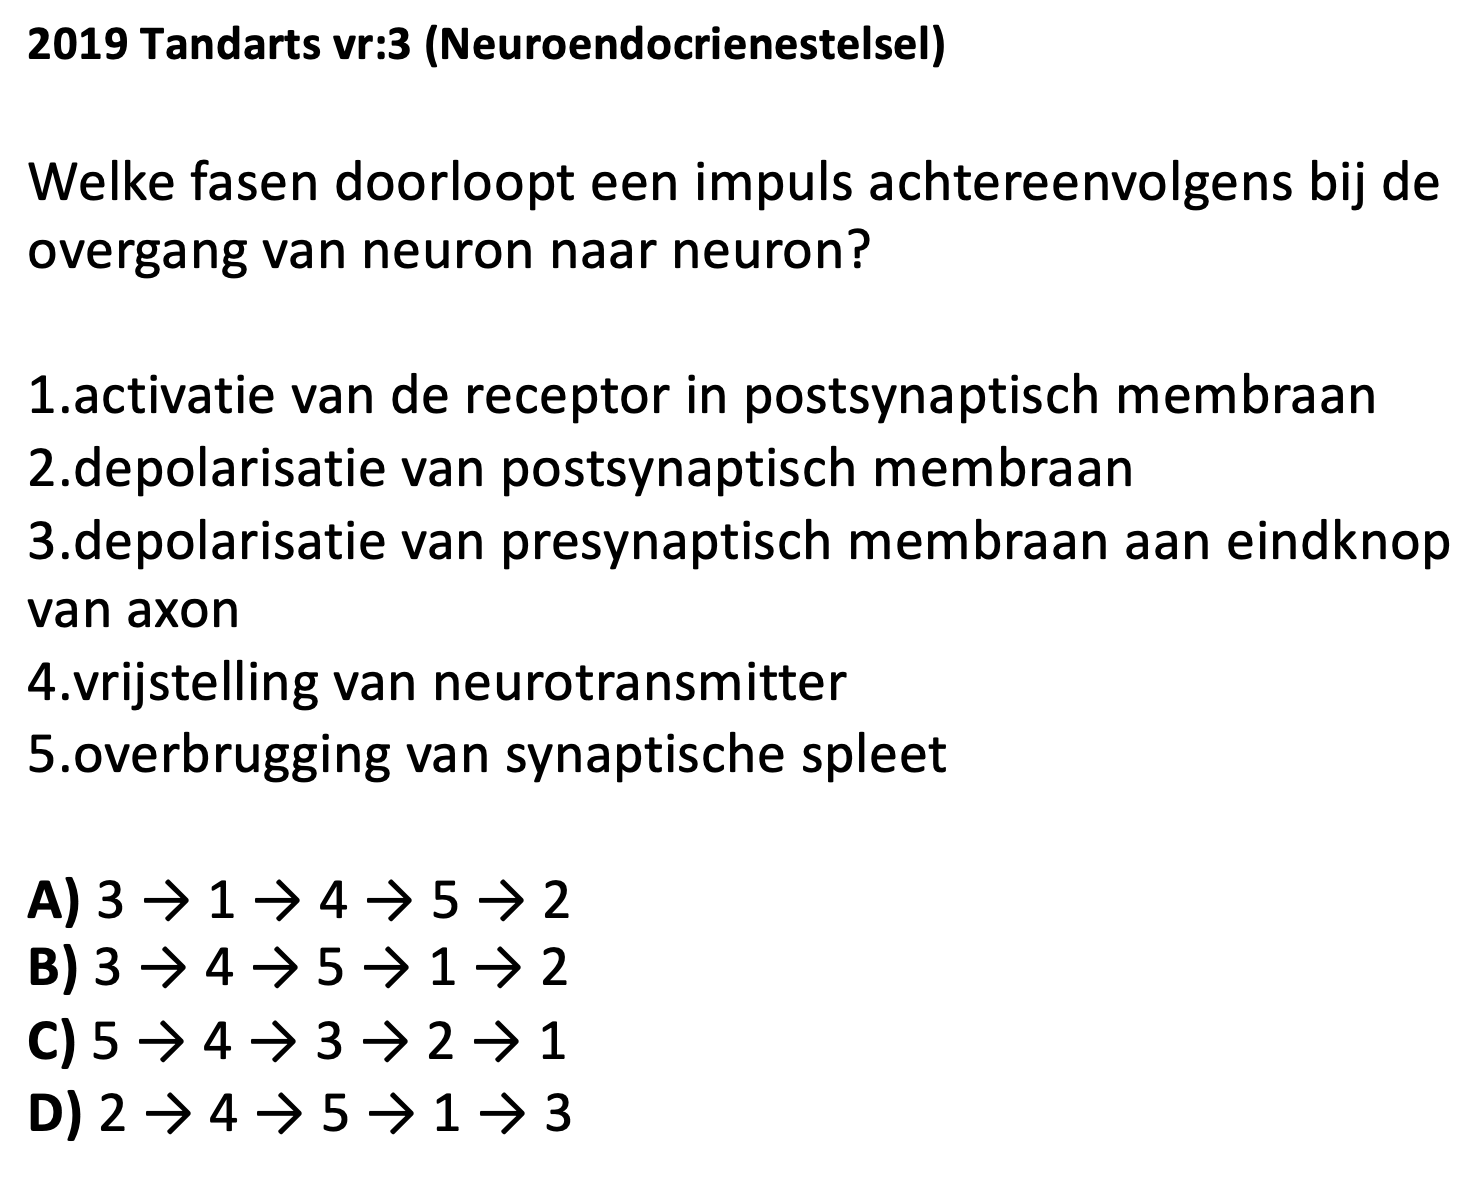 2019 Tandarts vr:3 (Neuroendocrienestelsel)
Welke fasen doorloopt een impuls achtereenvolgens bij de
overgang van neuron naar neuron?
1.activatie van de receptor in postsynaptisch membraan
2.depolarisatie van postsynaptisch membraan
3.depolarisatie van presynaptisch membraan aan eindknop
van axon
4.vrijstelling van neurotransmitter
5.overbrugging van synaptische spleet
A) 3 → 1 → 4 → 5 → 2
B) 3 → 4 → 5 → 1 → 2
C) 5 → 4 → 3 → 2 → 1
D) 2 → 4 → 5 → 1 → 3